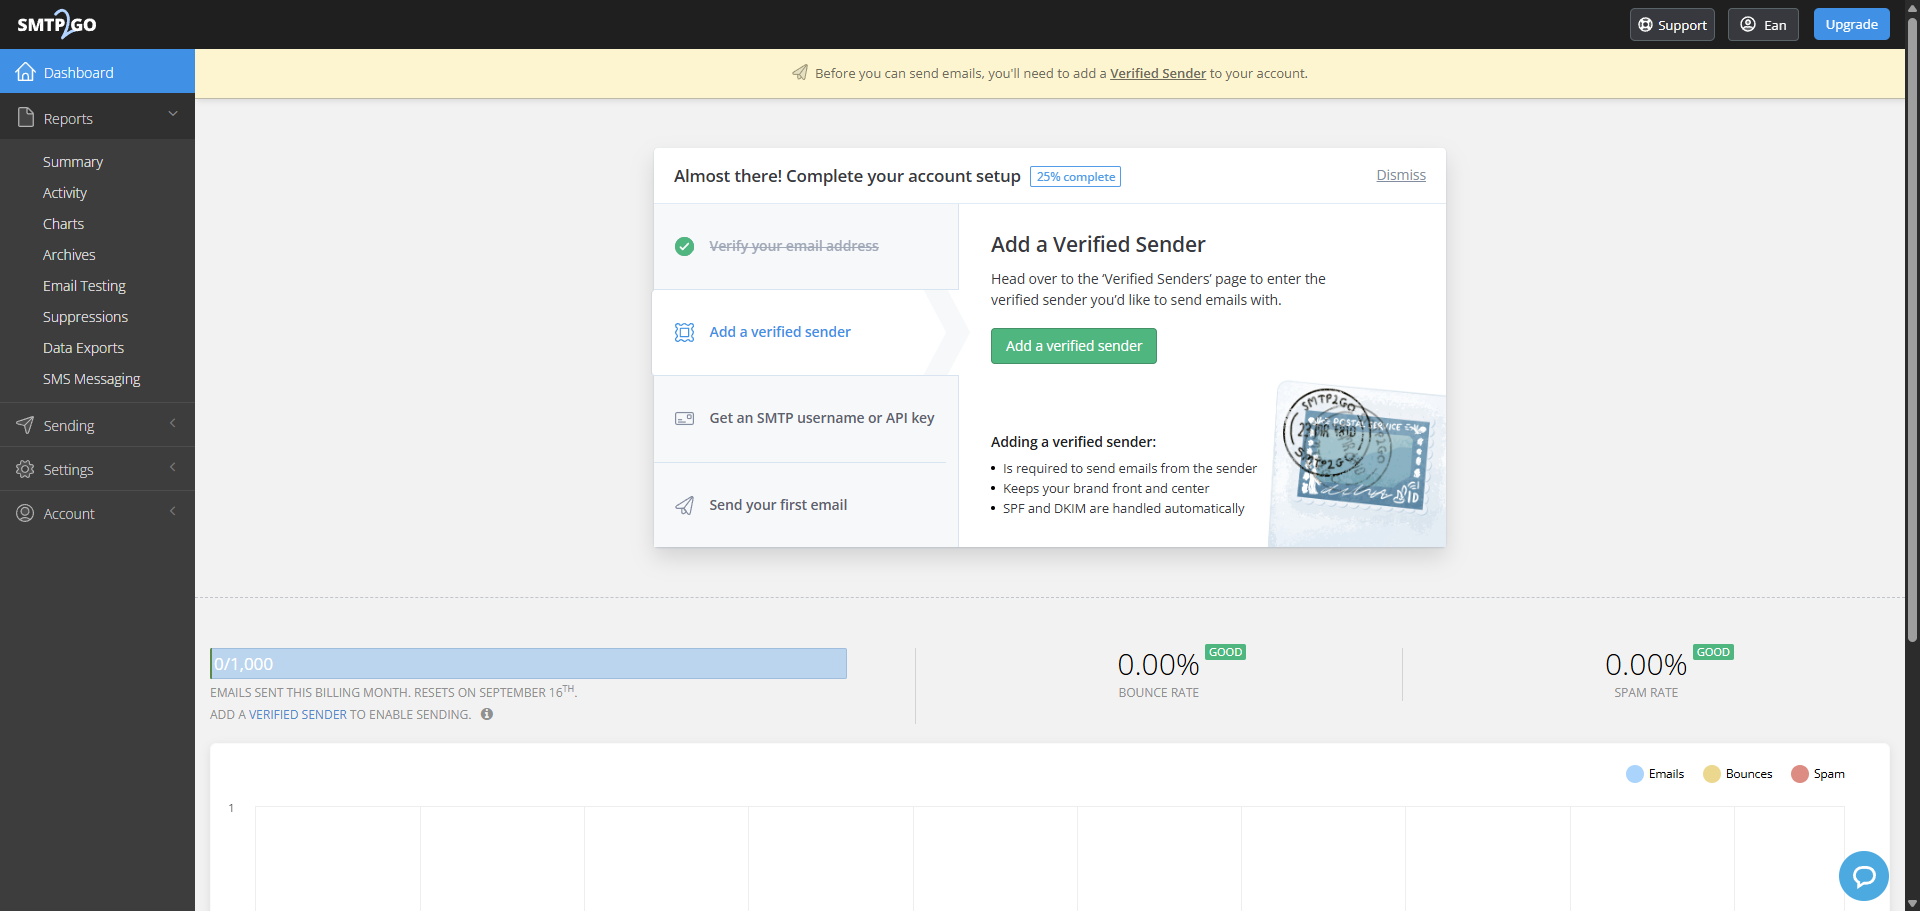 SMTP2GO
Support
Ean
Upgrade
Dashboard
Reports
Summary
Activity
Charts
Archives
Email Testing
Suppressions
Data Exports
SMS Messaging
Sending
Settings
Account
Before you can send emails, you'll need to add a Verified Sender to your account.
Almost there! Complete your account setup
25% complete
Dismiss
Verify your email address
Add a verified sender
Get an SMTP username or API key
Send your first email
Add a Verified Sender
Head over to the ‘Verified Senders’ page to enter the
verified sender you’d like to send emails with.
Add a verified sender
Adding a verified sender:
• Is required to send emails from the sender
• Keeps your brand front and center
• SPF and DKIM are handled automatically
SMTP2GO
SMTP2GO
POSTAL SERVICE
0/1,000
EMAILS SENT THIS BILLING MONTH. RESETS ON SEPTEMBER 16TH.
ADD A VERIFIED SENDER TO ENABLE SENDING.
0.00%
GOOD
BOUNCE RATE
0.00%
GOOD
SPAM RATE
Emails
Bounces
Spam
1